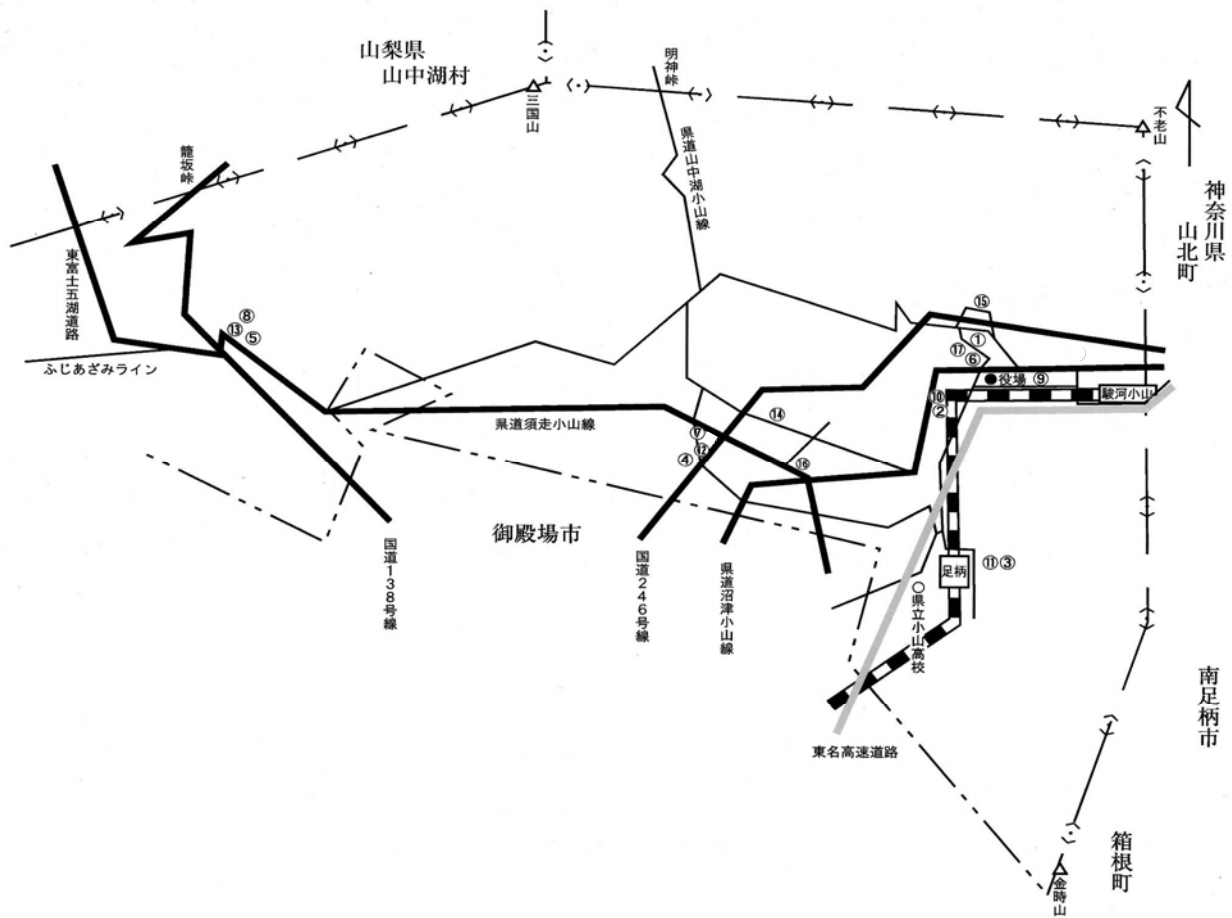 山梨県
山中湖村
三国山
明神峠
県道山中湖小山線
不老山
神奈川県
山北町
籠坂峠
東富士五湖道路
ふじあざみライン
⑧
⑬ ⑤
県道須走小山線
⑮
①
⑰
⑥
●役場 ⑨
駿河小山
⑩
②
⑭
④ ⑫
⑯
御殿場市
国道138号線
国道246号線
県道沼津小山線
足柄
⑪③
○県立小山高校
東名高速道路
南足柄市
箱根町
金時山